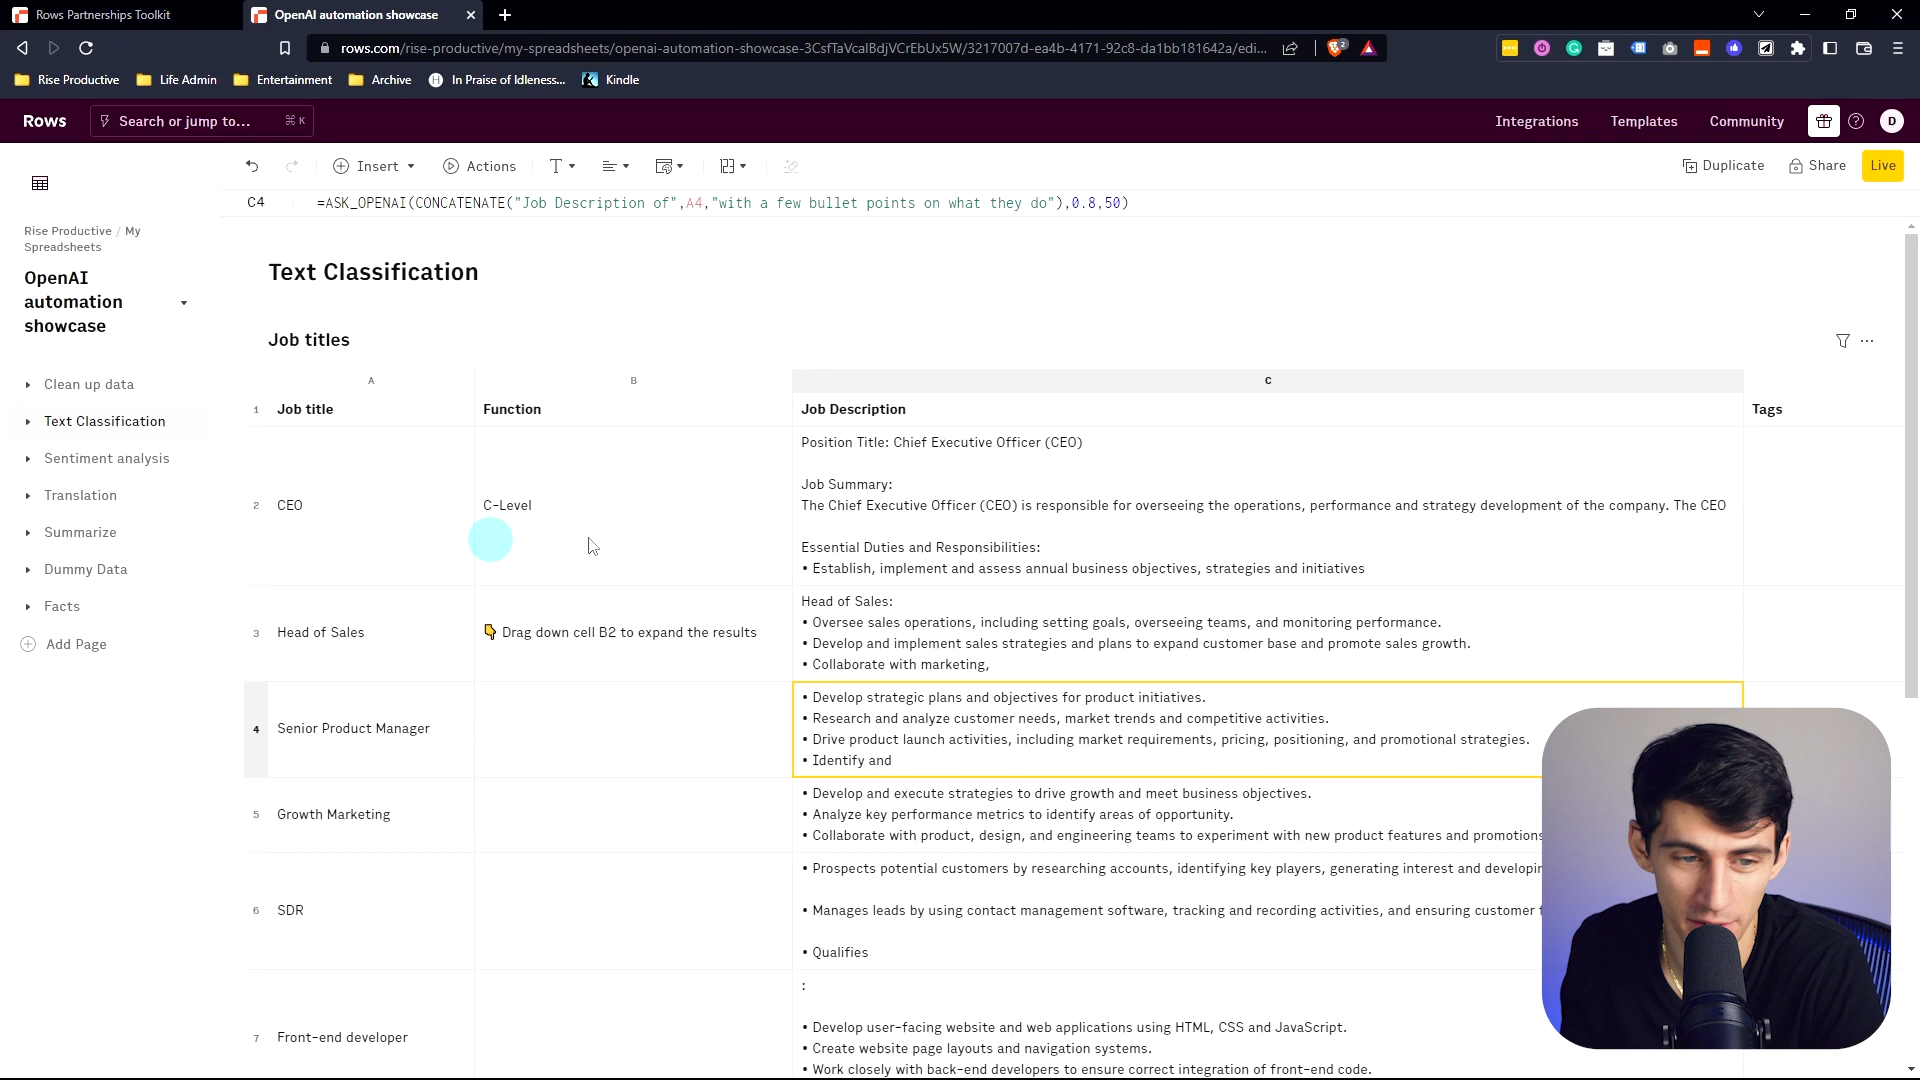 Rows Partnerships Toolkit
OpenAI automation showcase
rows.com/rise-productive/my-spreadsheets/openai-automation-showcase-3CsfTaVcalBdjVCrEbUx5W/3217007d-ea4b-4171-92c8-da1bb181642a/edi...
2
Rise Productive
Life Admin
Entertainment
Archive
In Praise of Idleness...
Kindle
Rows
Search or jump to...
⌘ K
Integrations
Templates
Community
D
Insert
Actions
Duplicate
Share
Live
C4
=ASK_OPENAI(CONCATENATE("Job Description of",A4,"with a few bullet points on what they do"),0.8,50)
Rise Productive / My
Spreadsheets
OpenAI
automation
showcase
Clean up data
Text Classification
Sentiment analysis
Translation
Summarize
Dummy Data
Facts
Add Page
Text Classification
Job titles
A
B
C
1
Job title
Function
Job Description
Tags
2
CEO
C-Level
Position Title: Chief Executive Officer (CEO)
Job Summary:
The Chief Executive Officer (CEO) is responsible for overseeing the operations, performance and strategy development of the company. The CEO
Essential Duties and Responsibilities:
• Establish, implement and assess annual business objectives, strategies and initiatives
3
Head of Sales
👇 Drag down cell B2 to expand the results
Head of Sales:
• Oversee sales operations, including setting goals, overseeing teams, and monitoring performance.
• Develop and implement sales strategies and plans to expand customer base and promote sales growth.
• Collaborate with marketing,
4
Senior Product Manager
• Develop strategic plans and objectives for product initiatives.
• Research and analyze customer needs, market trends and competitive activities.
• Drive product launch activities, including market requirements, pricing, positioning, and promotional strategies.
• Identify and
5
Growth Marketing
• Develop and execute strategies to drive growth and meet business objectives.
• Analyze key performance metrics to identify areas of opportunity.
• Collaborate with product, design, and engineering teams to experiment with new product features and promotions
6
SDR
• Prospects potential customers by researching accounts, identifying key players, generating interest and
• Manages leads by using contact management software, tracking and recording activities, and ensuring customer
• Qualifies
7
Front-end developer
:
• Develop user-facing website and web applications using HTML, CSS and JavaScript.
• Create website page layouts and navigation systems.
• Work closely with back-end developers to ensure correct integration of front-end code.